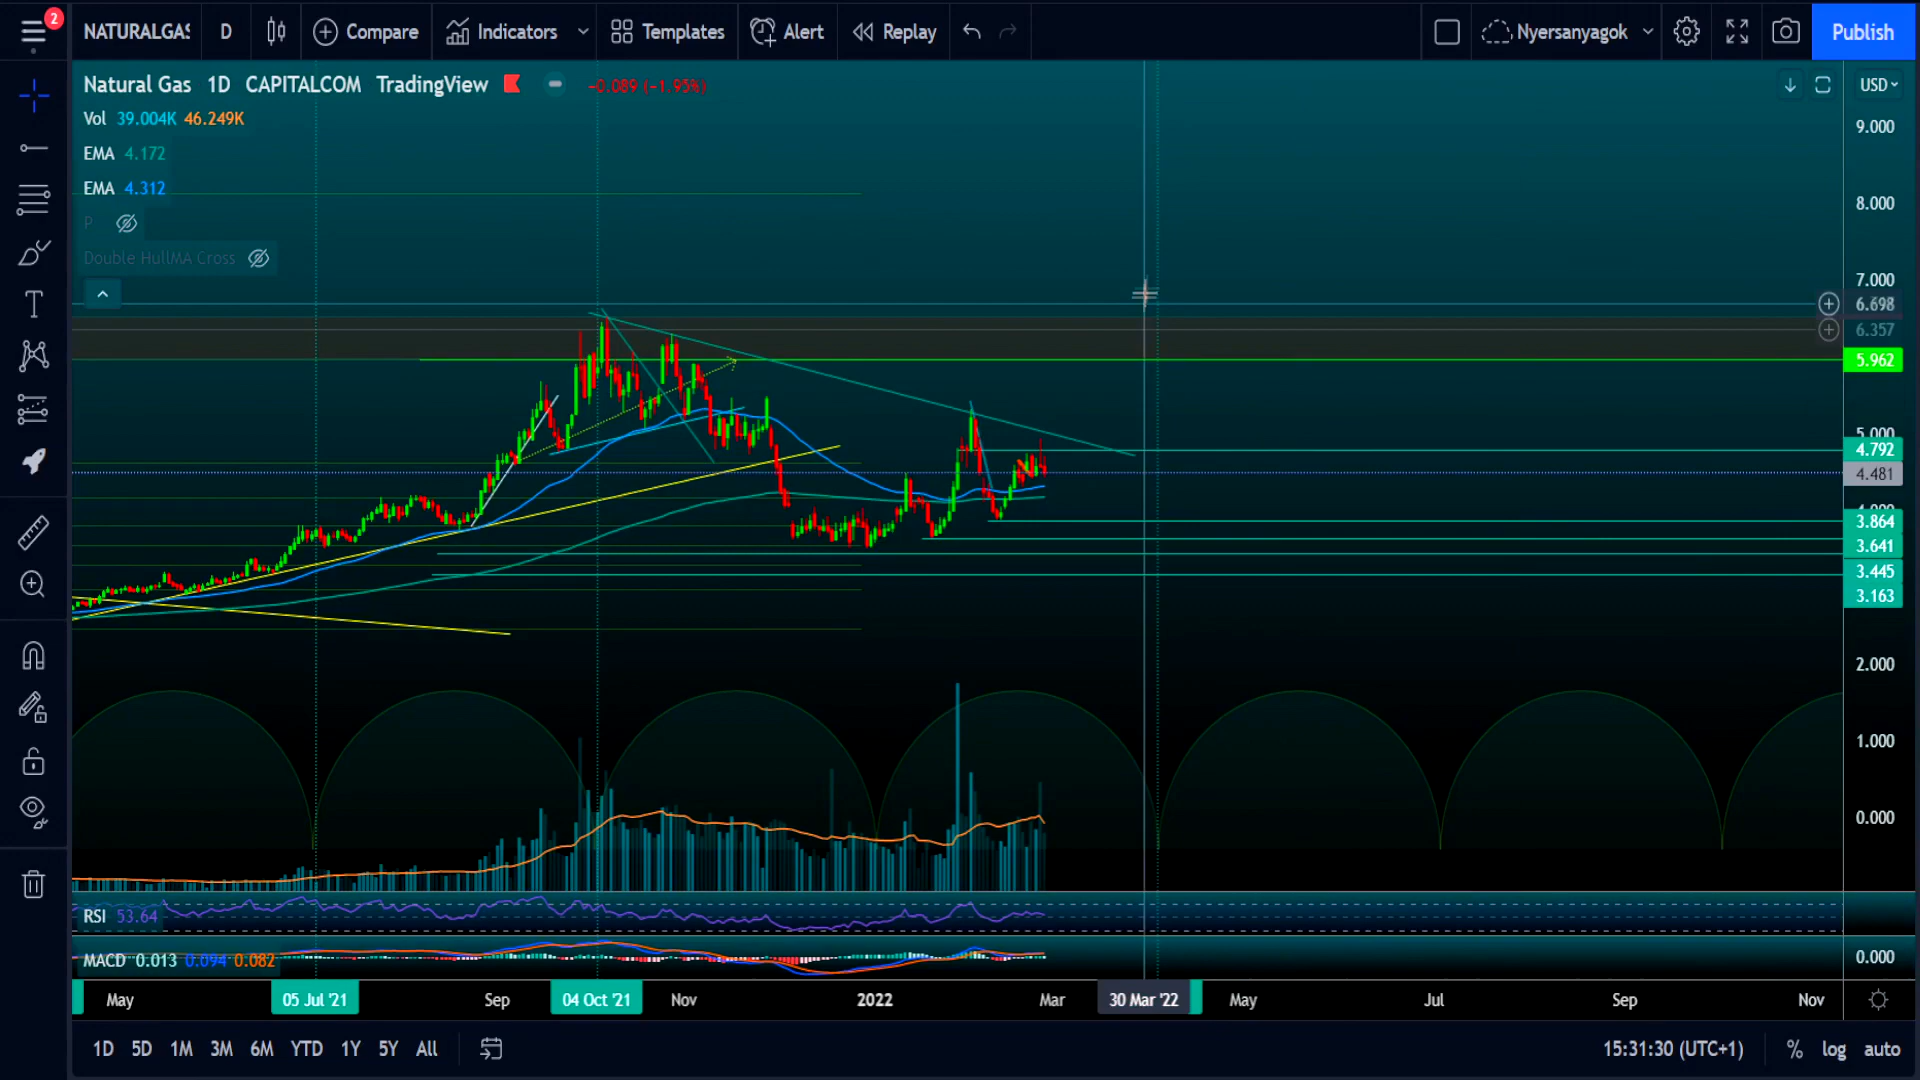 2
NATURALGAS D Compare Indicators Templates Alert Replay Nyersanyagok Publish
Natural Gas 1D CAPITALCOM TradingView −0.089 (−1.95%)
USD
Vol 39.004K 46.249K
9.000
EMA 4.172
EMA 4.312
8.000
P
Double HullMA Cross
7.000
6.698
6.357
5.962
5.000
4.792
4.481
3.864
3.641
3.445
3.163
2.000
1.000
0.000
RSI 53.64
MACD 0.013 0.094 0.082
0.000
May 05 Jul '21 Sep 04 Oct '21 Nov 2022 Mar 30 Mar '22 May Jul Sep Nov
1D 5D 1M 3M 6M YTD 1Y 5Y All 15:31:30 (UTC+1) % log auto